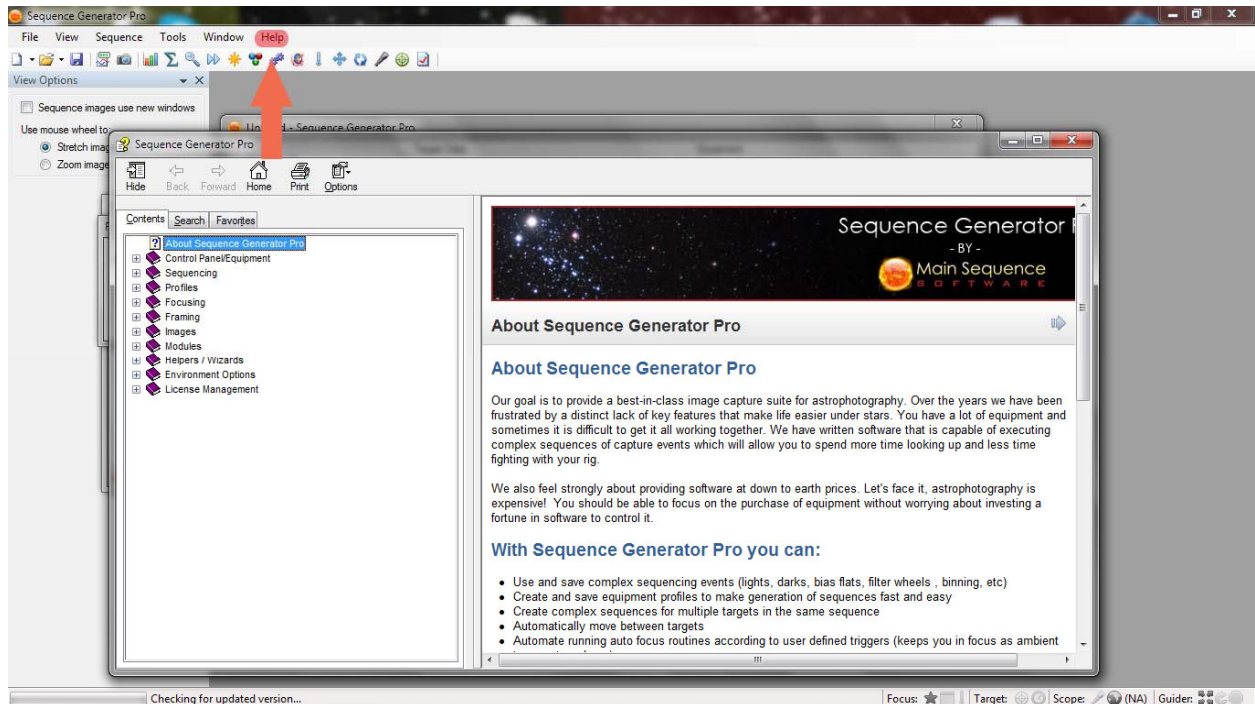 Sequence Generator Pro
File View Sequence Tools Window Help
View Options
Sequence images use new windows
Use mouse wheel to:
Stretch imag
Zoom image
Sequence Generator Pro
Sequence Generator Pro
Hide Back Forward Home Print Options
Contents Search Favorites
About Sequence Generator Pro
Control Panel/Equipment
Sequencing
Profiles
Focusing
Framing
Images
Modules
Helpers / Wizards
Environment Options
License Management
Sequence Generator
- BY -
Main Sequence
SOFTWARE
About Sequence Generator Pro
About Sequence Generator Pro
Our goal is to provide a best-in-class image capture suite for astrophotography. Over the years we have been
frustrated by a distinct lack of key features that make life easier under stars. You have a lot of equipment and
sometimes it is difficult to get it all working together. We have written software that is capable of executing
complex sequences of capture events which will allow you to spend more time looking up and less time
fighting with your rig.
We also feel strongly about providing software at down to earth prices. Let's face it, astrophotography is
expensive! You should be able to focus on the purchase of equipment without worrying about investing a
fortune in software to control it.
With Sequence Generator Pro you can:
Use and save complex sequencing events (lights, darks, bias flats, filter wheels , binning, etc)
Create and save equipment profiles to make generation of sequences fast and easy
Create complex sequences for multiple targets in the same sequence
Automatically move between targets
Automate running auto focus routines according to user defined triggers (keeps you in focus as ambient
Checking for updated version...
Focus: Target: Scope: (NA) Guider: